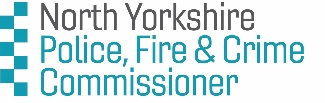 North Yorkshire
Police, Fire & Crime
Commissioner